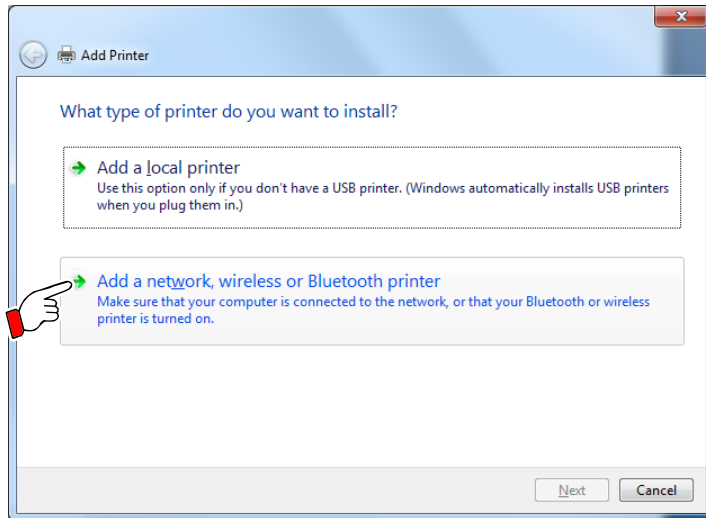 Add Printer
What type of printer do you want to install?
Add a local printer
Use this option only if you don't have a USB printer. (Windows automatically installs USB printers
when you plug them in.)
Add a network, wireless or Bluetooth printer
Make sure that your computer is connected to the network, or that your Bluetooth or wireless
printer is turned on.
Next Cancel